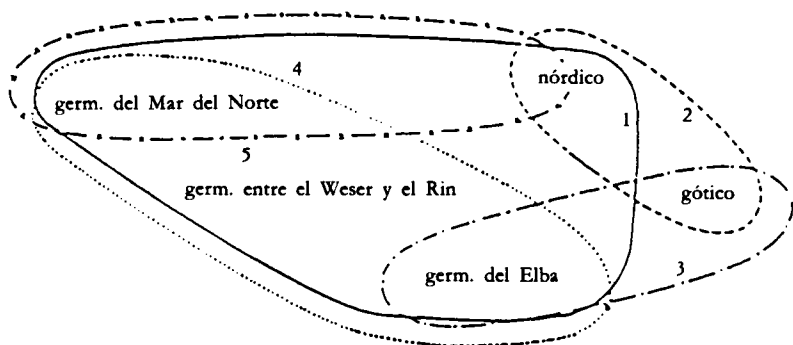 4
nórdico
germ. del Mar del Norte
1
2
5
germ. entre el Weser y el Rin
gótico
germ. del Elba
3